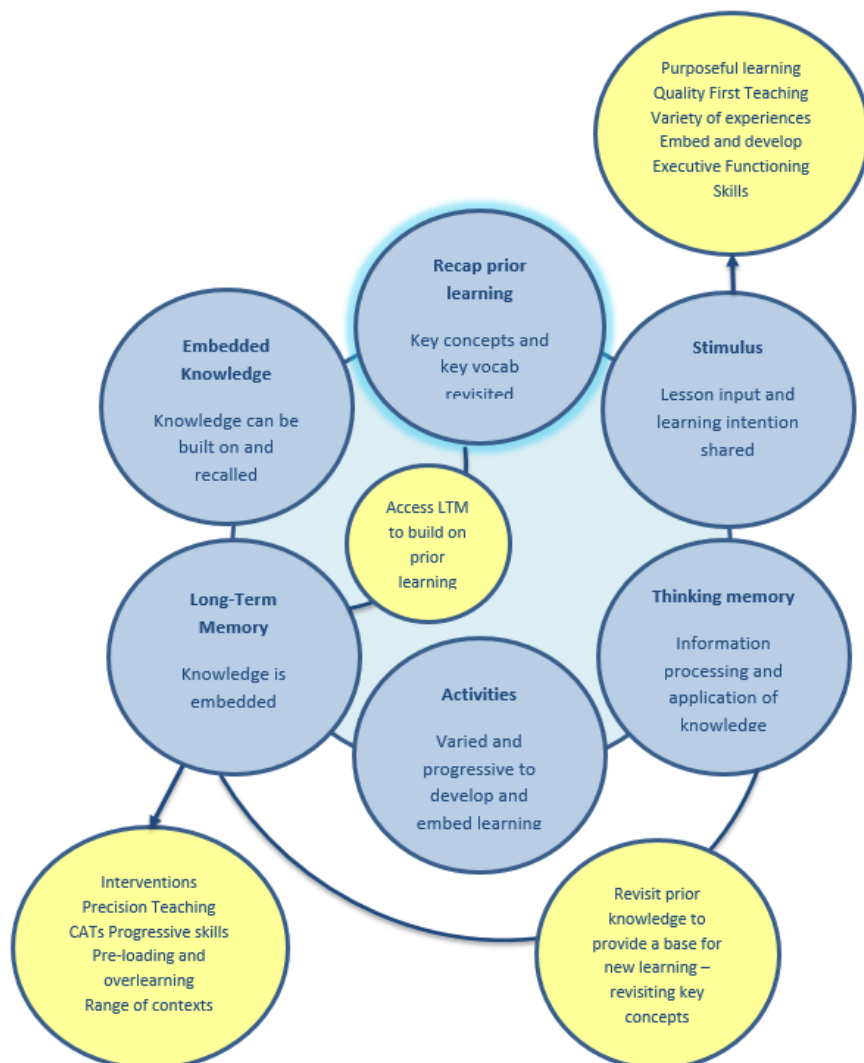 Purposeful learning
Quality First Teaching
Variety of experiences
Embed and develop
Executive Functioning
Skills
Recap prior
learning
Key concepts and
key vocab
revisited
Embedded
Knowledge
Knowledge can be
built on and
recalled
Stimulus
Lesson input and
learning intention
shared
Access LTM
to build on
prior
learning
Long-Term
Memory
Knowledge is
embedded
Thinking memory
Information
processing and
application of
knowledge
Activities
Varied and
progressive to
develop and
embed learning
Interventions
Precision Teaching
CATs Progressive skills
Pre-loading and
overlearning
Range of contexts
Revisit prior
knowledge to
provide a base for
new learning –
revisiting key
concepts